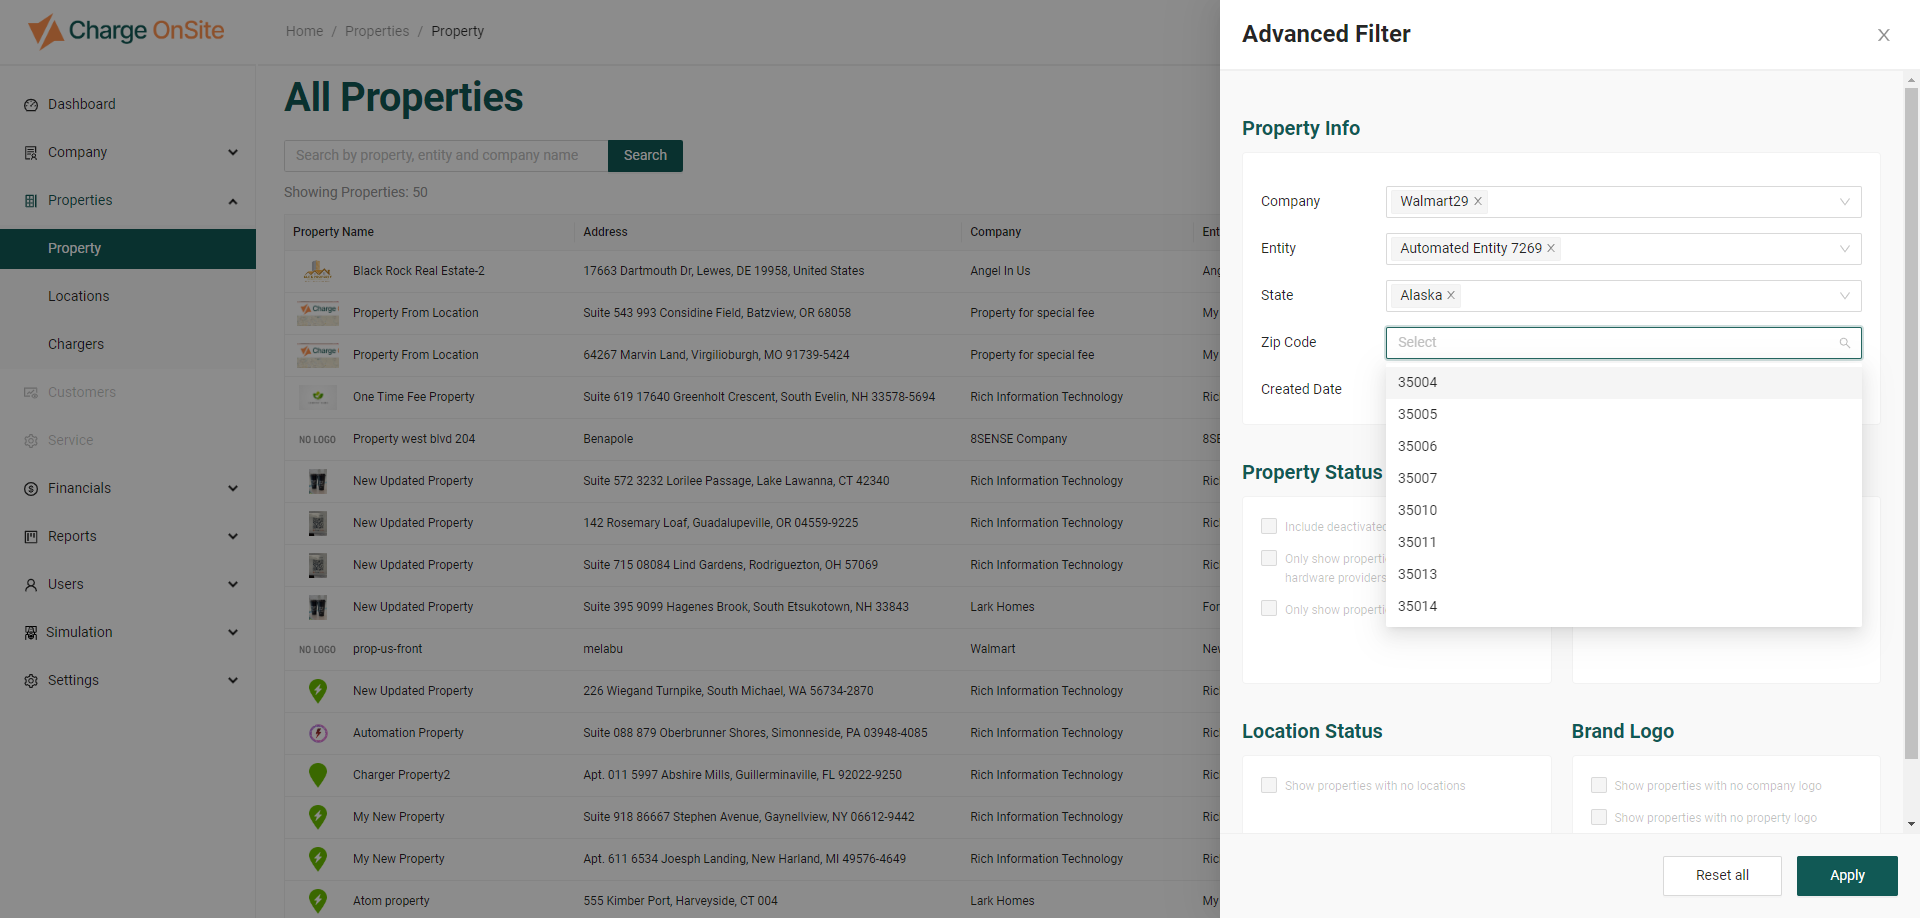 Charge OnSite
Home / Properties / Property
Dashboard
Company
Properties
Property
Locations
Chargers
Customers
Service
Financials
Reports
Users
Simulation
Settings
All Properties
Search by property, entity and company name
Search
Showing Properties: 50
Property Name Address Company Ent
Black Rock Real Estate-2 17663 Dartmouth Dr, Lewes, DE 19958, United States Angel In Us Ang
Charge
Property From Location Suite 543 993 Considine Field, Batzview, OR 68058 Property for special fee My
Charge
Property From Location 64267 Marvin Land, Virgilioburgh, MO 91739-5424 Property for special fee My
One Time Fee Property Suite 619 17640 Greenholt Crescent, South Evelin, NH 33578-5694 Rich Information Technology Ric
NO LOGO Property west blvd 204 Benapole 8SENSE Company 8SE
New Updated Property Suite 572 3232 Lorilee Passage, Lake Lawanna, CT 42340 Rich Information Technology Ric
New Updated Property 142 Rosemary Loaf, Guadalupeville, OR 04559-9225 Rich Information Technology Ric
New Updated Property Suite 715 08084 Lind Gardens, Rodriguezton, OH 57069 Rich Information Technology Ric
New Updated Property Suite 395 9099 Hagenes Brook, South Etsukotown, NH 33843 Lark Homes For
NO LOGO prop-us-front melabu Walmart Nev
New Updated Property 226 Wiegand Turnpike, South Michael, WA 56734-2870 Rich Information Technology Ric
Automation Property Suite 088 879 Oberbrunner Shores, Simonneside, PA 03948-4085 Rich Information Technology Ric
Charger Property2 Apt. 011 5997 Abshire Mills, Guillerminaville, FL 92022-9250 Rich Information Technology Ric
My New Property Suite 918 86667 Stephen Avenue, Gaynellview, NY 06612-9442 Rich Information Technology Ric
My New Property Apt. 611 6534 Joesph Landing, New Harland, MI 49576-4649 Rich Information Technology Ric
Atom property 555 Kimber Port, Harveyside, CT 004 Lark Homes My
Advanced Filter
Property Info
Company Walmart29
Entity Automated Entity 7269
State Alaska
Zip Code Select
Created Date
35004
35005
35006
35007
35010
35011
35013
35014
Property Status
Include deactivated
Only show properti
hardware providers
Only show properti
Location Status
Show properties with no locations
Brand Logo
Show properties with no company logo
Show properties with no property logo
Reset all
Apply